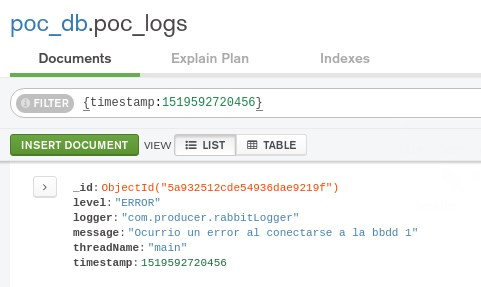 poc_db.poc_logs
Documents Explain Plan Indexes
FILTER {timestamp:1519592720456}
INSERT DOCUMENT VIEW LIST TABLE
_id:ObjectId("5a932512cde54936dae9219f")
level:"ERROR"
logger:"com.producer.rabbitLogger"
message:"Ocurrio un error al conectarse a la bbdd 1"
threadName:"main"
timestamp:1519592720456